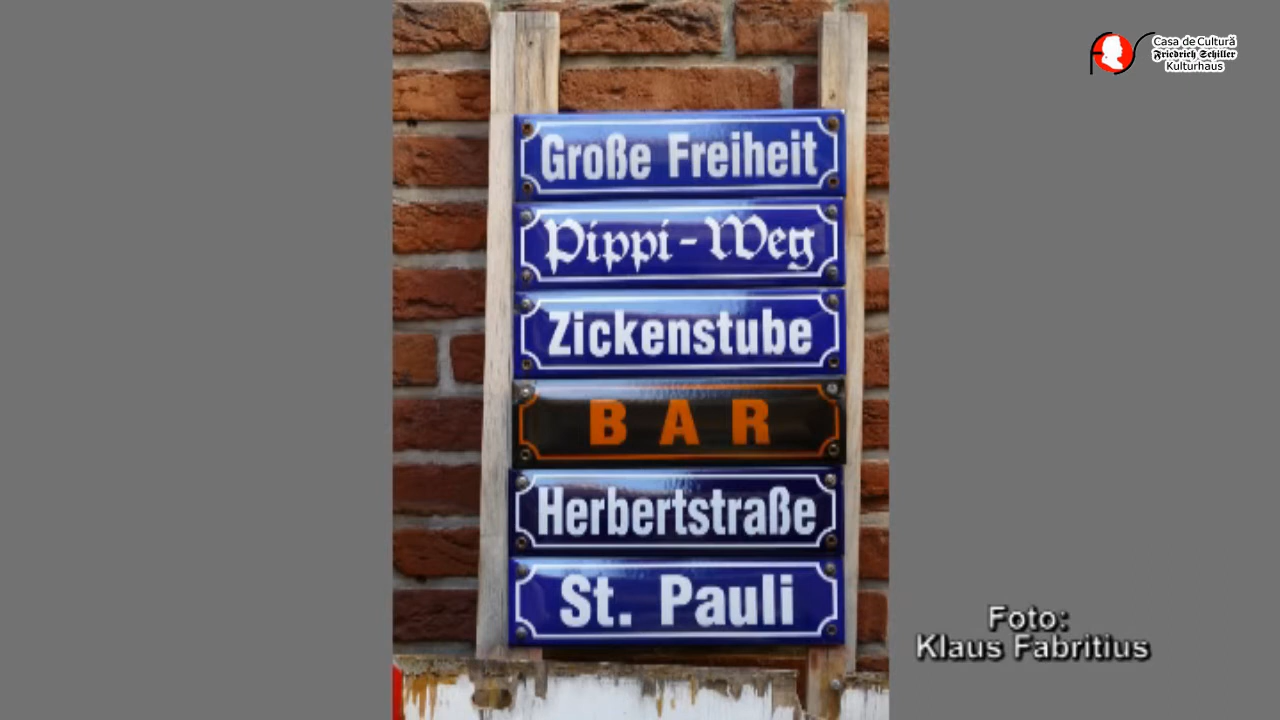 Casa de Cultură
Friedrich Schiller
Kulturhaus
Große Freiheit
Pippi-Weg
Zickenstube
BAR
Herbertstraße
St. Pauli
Foto:
Klaus Fabritius